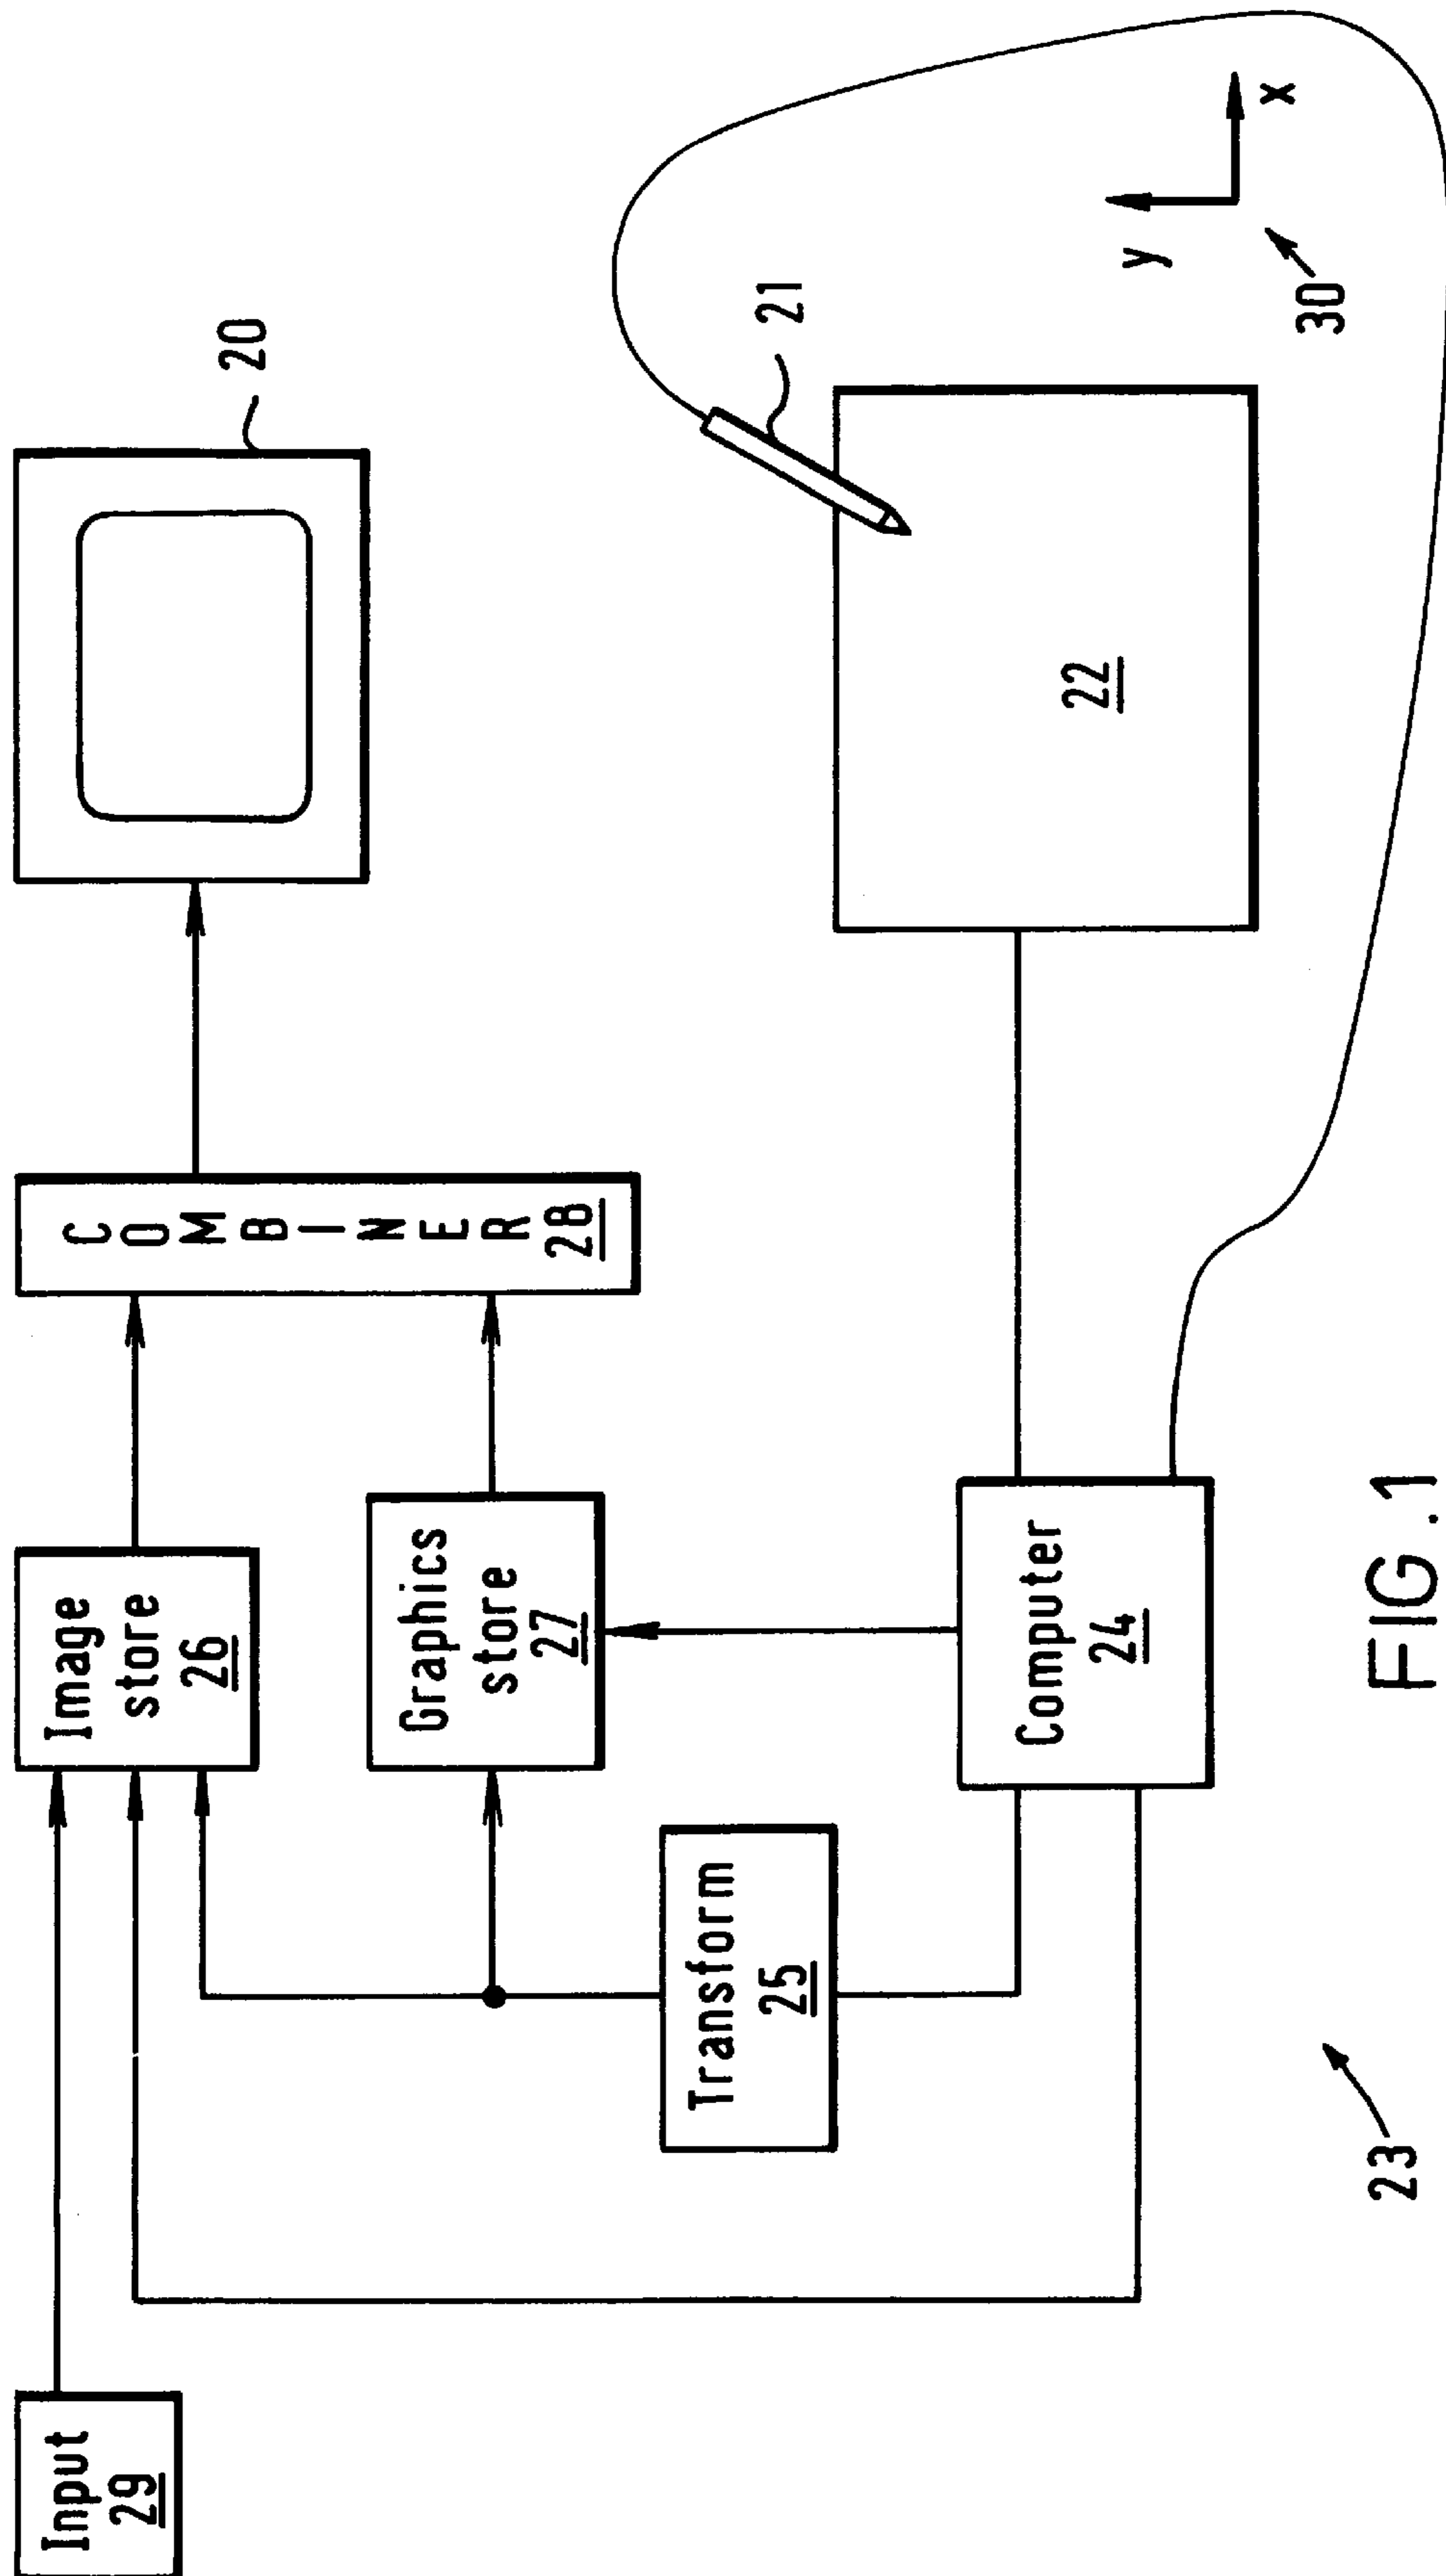 Input
29
Image
store
26
Graphics
store
27
Transform
25
Computer
24
COMBINER
28
20
21
22
y
x
30
23
FIG.1